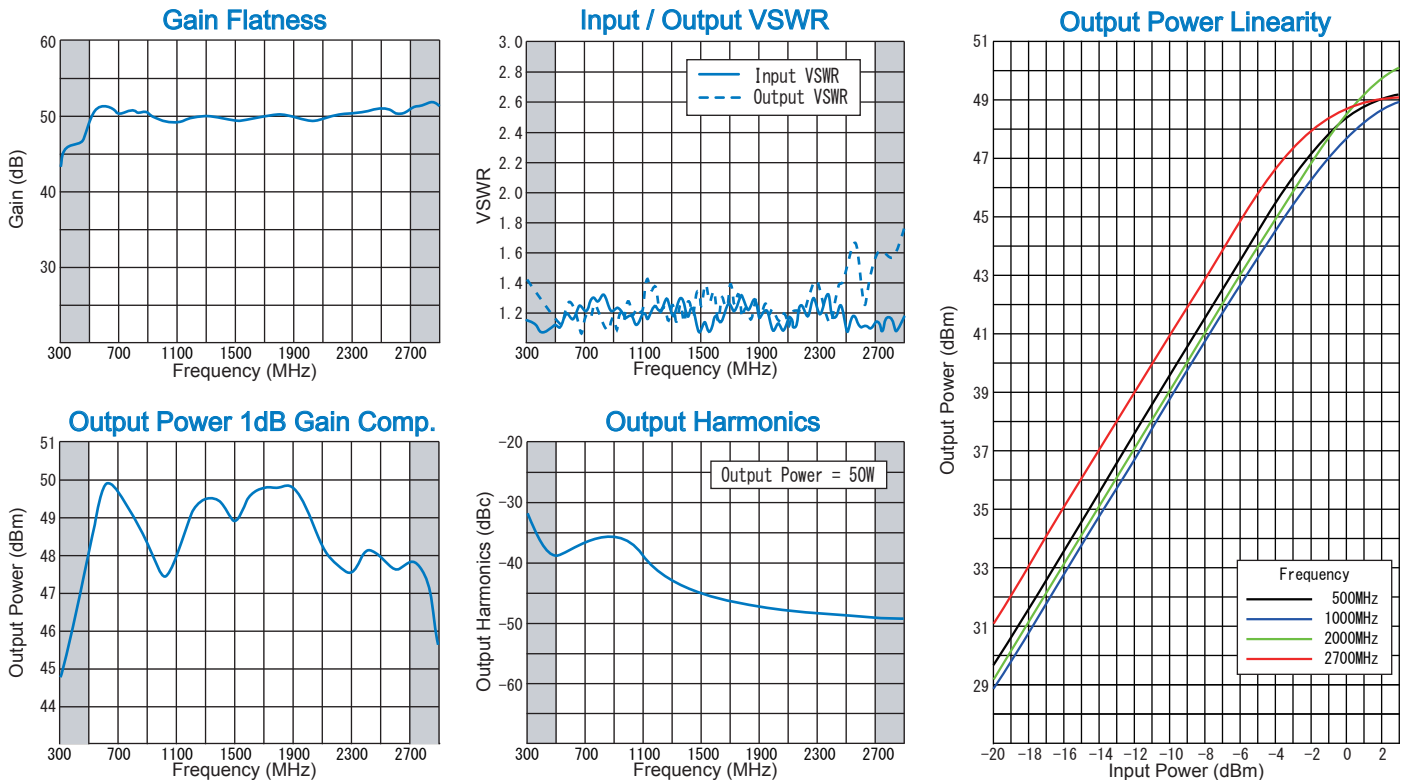 Gain Flatness
60
50
40
30
Gain (dB)
300 700 1100 1500 1900 2300 2700
Frequency (MHz)
Input / Output VSWR
3.0
2.8
2.6
2.4
2.2
2.0
1.8
1.6
1.4
1.2
VSWR
Input VSWR
Output VSWR
300 700 1100 1500 1900 2300 2700
Frequency (MHz)
Output Power 1dB Gain Comp.
51
50
49
48
47
46
45
44
Output Power (dBm)
300 700 1100 1500 1900 2300 2700
Frequency (MHz)
Output Harmonics
-20
-30
-40
-50
-60
Output Harmonics (dBc)
Output Power = 50W
300 700 1100 1500 1900 2300 2700
Frequency (MHz)
Output Power Linearity
51
49
47
45
43
41
39
37
35
33
31
29
Output Power (dBm)
Frequency
500MHz
1000MHz
2000MHz
2700MHz
-20 -18 -16 -14 -12 -10 -8 -6 -4 -2 0 2
Input Power (dBm)